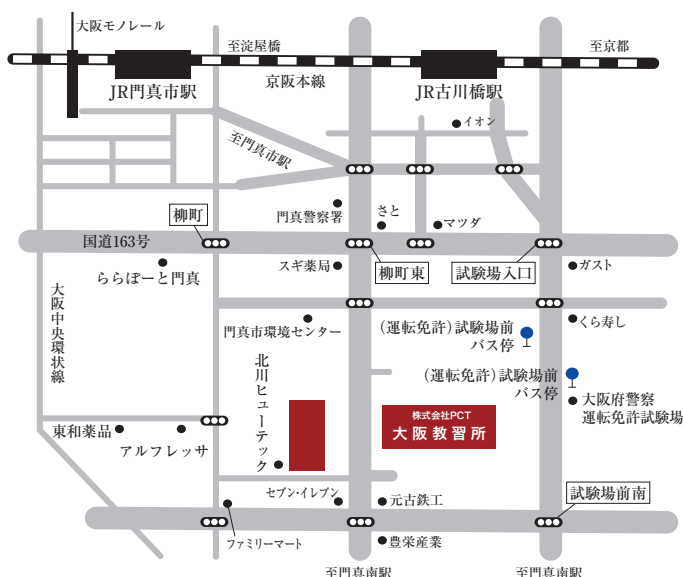 大阪モノレール
至淀屋橋
至京都
京阪本線
JR門真市駅
JR古川橋駅
イオン
至門真市駅
門真警察署
さと
マツダ
柳町
国道163号
ららぽーと門真
スギ薬局
柳町東
試験場入口
ガスト
大阪中央環状線
門真市環境センター
(運転免許)試験場前
バス停
くら寿し
北川ヒューテック
(運転免許)試験場前
バス停
大阪府警察
運転免許試験場
株式会社PCT
大阪教習所
東和薬品
アルフレッサ
セブン・イレブン
元古鉄工
試験場前南
ファミリーマート
豊栄産業
至門真南駅
至門真南駅